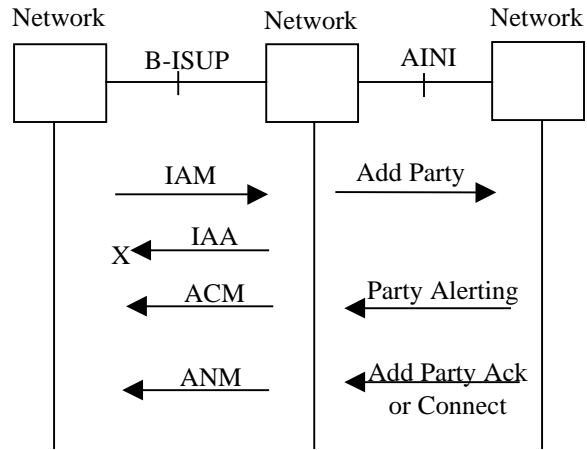 Network
Network
Network
B-ISUP
AINI
IAM
Add Party
X
IAA
ACM
Party Alerting
ANM
Add Party Ack
or Connect